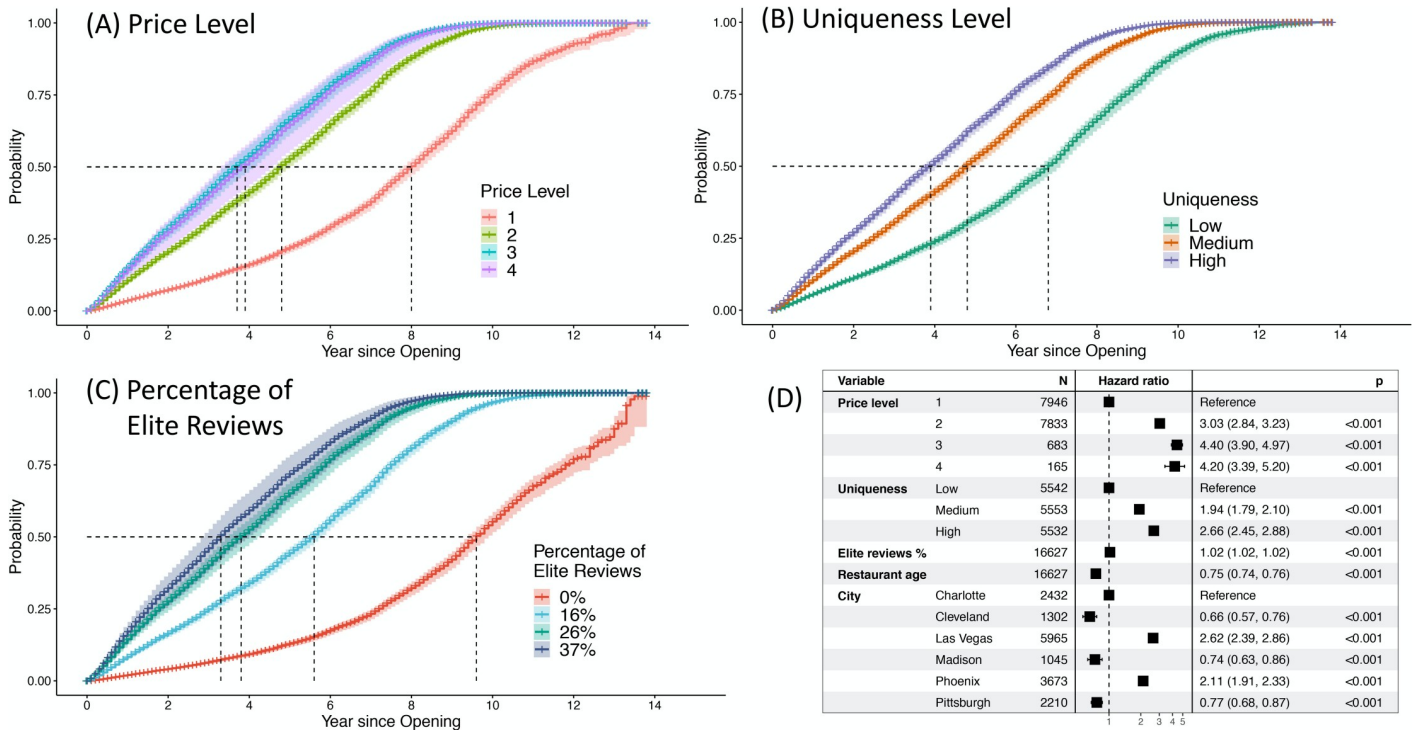 (A) Price Level
1.00
0.75
0.50
0.25
0.00
Probability
0 2 4 6 8 10 12 14
Year since Opening
Price Level
1
2
3
4
(B) Uniqueness Level
1.00
0.75
0.50
0.25
0.00
Probability
0 2 4 6 8 10 12 14
Year since Opening
Uniqueness
Low
Medium
High
(C) Percentage of
Elite Reviews
1.00
0.75
0.50
0.25
0.00
Probability
0 2 4 6 8 10 12 14
Year since Opening
Percentage of
Elite Reviews
0%
16%
26%
37%
(D)
Variable N Hazard ratio p
Price level 1 7946 Reference
2 7833 3.03 (2.84, 3.23) <0.001
3 683 4.40 (3.90, 4.97) <0.001
4 165 4.20 (3.39, 5.20) <0.001
Uniqueness Low 5542 Reference
Medium 5553 1.94 (1.79, 2.10) <0.001
High 5532 2.66 (2.45, 2.88) <0.001
Elite reviews % 16627 1.02 (1.02, 1.02) <0.001
Restaurant age 16627 0.75 (0.74, 0.76) <0.001
City Charlotte 2432 Reference
Cleveland 1302 0.66 (0.57, 0.76) <0.001
Las Vegas 5965 2.62 (2.39, 2.86) <0.001
Madison 1045 0.74 (0.63, 0.86) <0.001
Phoenix 3673 2.11 (1.91, 2.33) <0.001
Pittsburgh 2210 0.77 (0.68, 0.87) <0.001
1 2 3 4 5